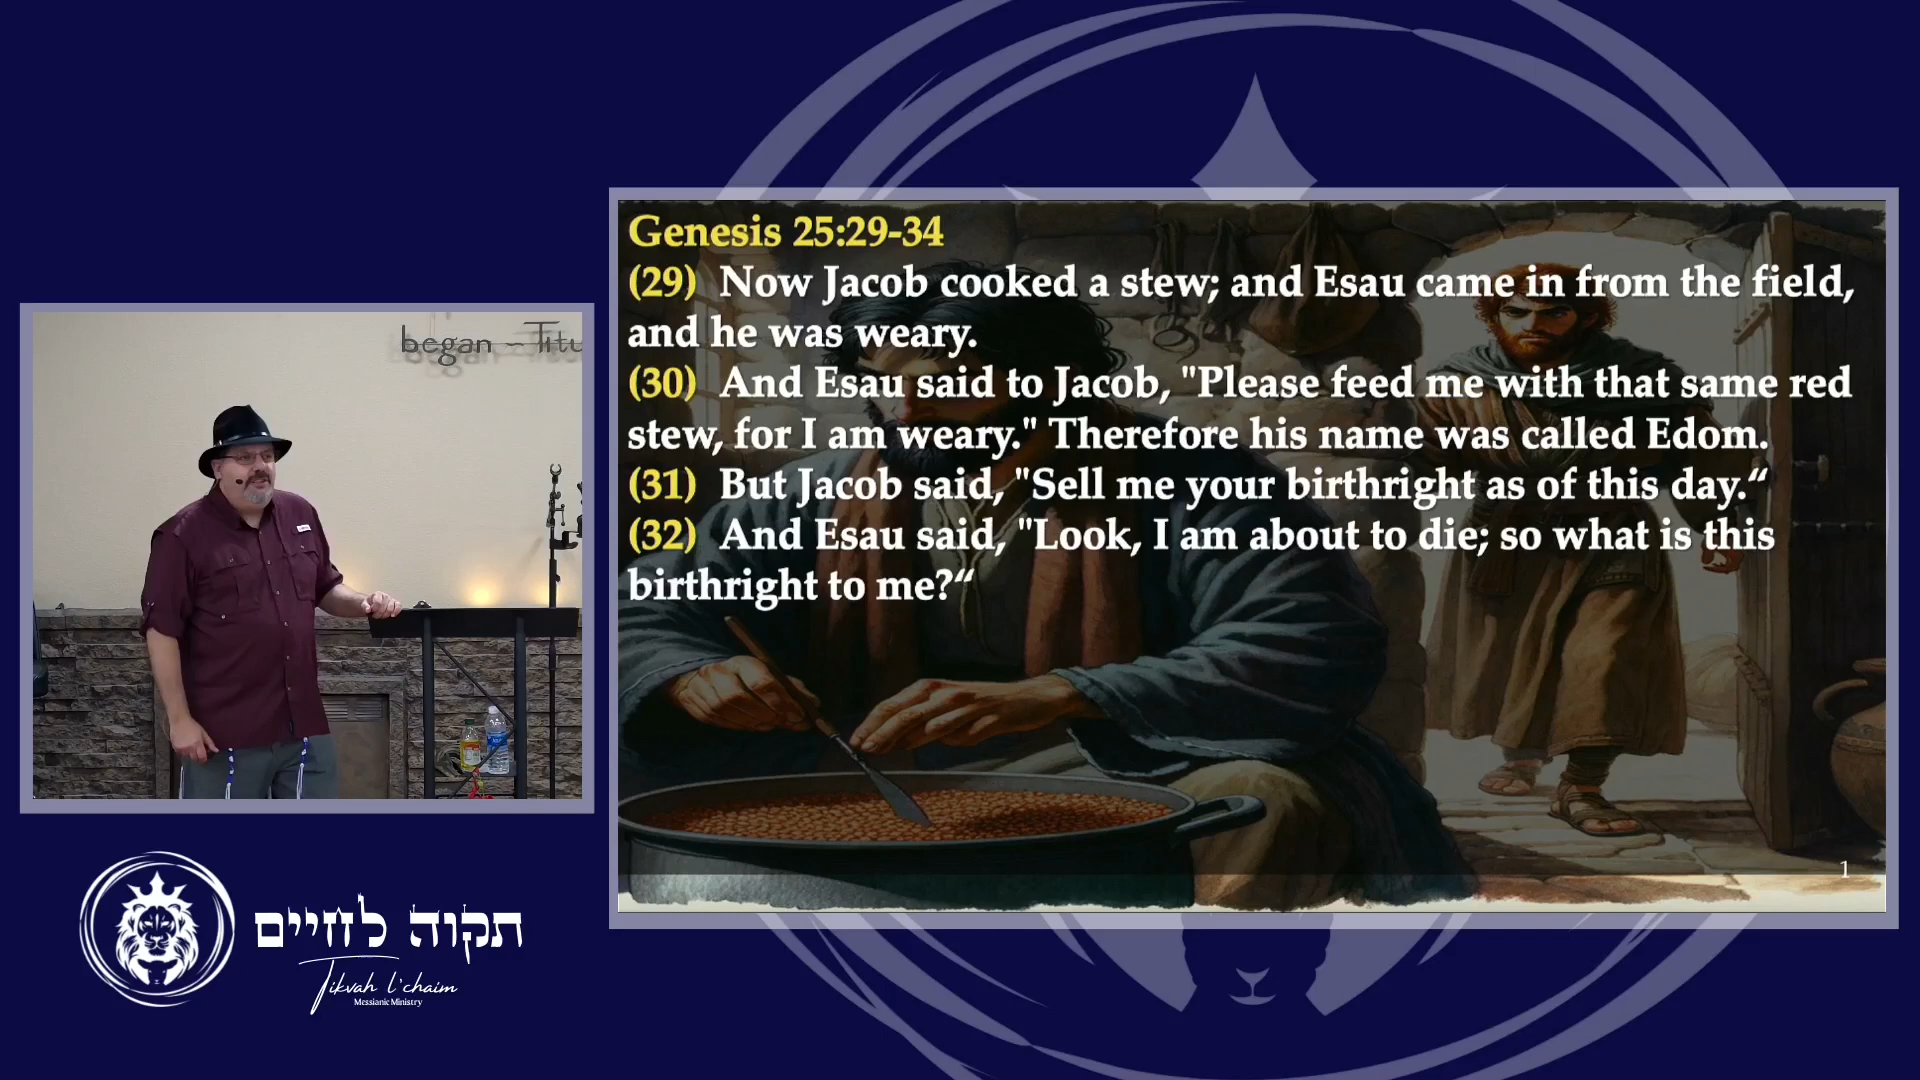 Genesis 25:29-34
(29) Now Jacob cooked a stew; and Esau came in from the field,
and he was weary.
(30) And Esau said to Jacob, "Please feed me with that same red
stew, for I am weary." Therefore his name was called Edom.
(31) But Jacob said, "Sell me your birthright as of this day.“
(32) And Esau said, "Look, I am about to die; so what is this
birthright to me?“
1
began ~ Titu
תקוה לחיים
Tikvah l'chaim
Messianic Ministry